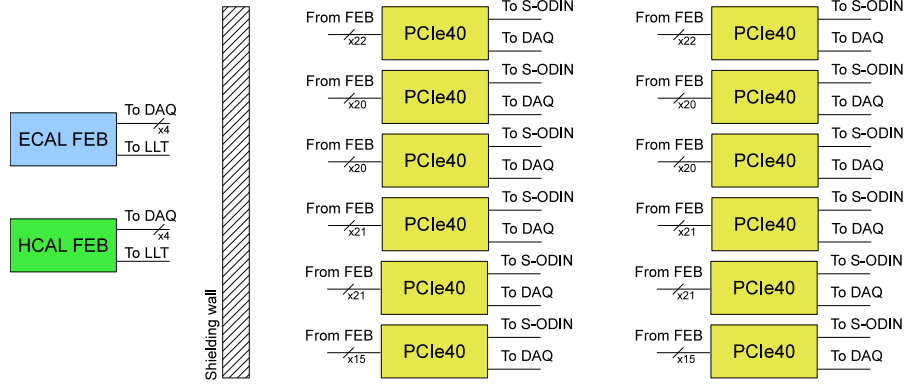 To DAQ
x4
ECAL FEB
To LLT
To DAQ
x4
HCAL FEB
To LLT
Shielding wall
From FEB
x22
PCIe40
To S-ODIN
To DAQ
From FEB
x20
PCIe40
To S-ODIN
To DAQ
From FEB
x20
PCIe40
To S-ODIN
To DAQ
From FEB
x21
PCIe40
To S-ODIN
To DAQ
From FEB
x21
PCIe40
To S-ODIN
To DAQ
From FEB
x15
PCIe40
To S-ODIN
To DAQ
From FEB
x22
PCIe40
To S-ODIN
To DAQ
From FEB
x20
PCIe40
To S-ODIN
To DAQ
From FEB
x20
PCIe40
To S-ODIN
To DAQ
From FEB
x21
PCIe40
To S-ODIN
To DAQ
From FEB
x21
PCIe40
To S-ODIN
To DAQ
From FEB
x15
PCIe40
To S-ODIN
To DAQ